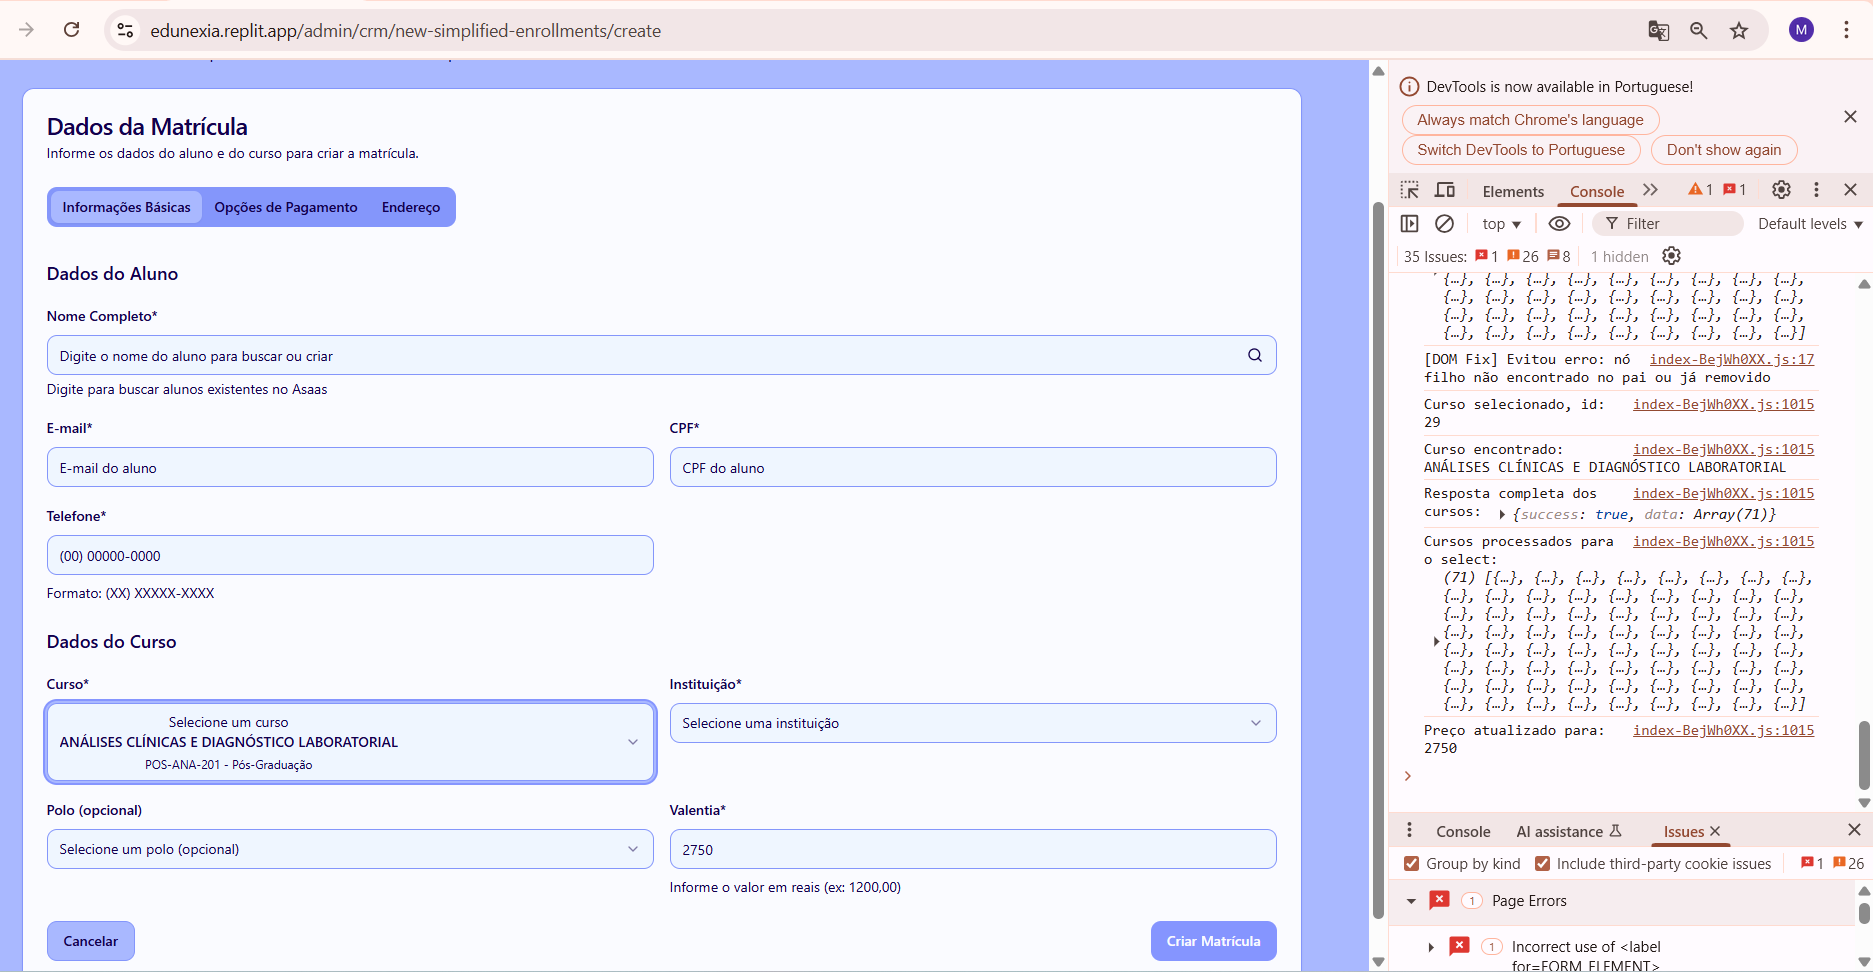 edunexia.replit.app/admin/crm/new-simplified-enrollments/create
M
Dados da Matrícula
Informe os dados do aluno e do curso para criar a matrícula.
Informações Básicas
Opções de Pagamento
Endereço
Dados do Aluno
Nome Completo*
Digite o nome do aluno para buscar ou criar
Digite para buscar alunos existentes no Asaas
E-mail*
CPF*
E-mail do aluno
CPF do aluno
Telefone*
(00) 00000-0000
Formato: (XX) XXXXX-XXXX
Dados do Curso
Curso*
Instituição*
Selecione um curso
ANÁLISES CLÍNICAS E DIAGNÓSTICO LABORATORIAL
POS-ANA-201 - Pós-Graduação
Selecione uma instituição
Polo (opcional)
Valentia*
Selecione um polo (opcional)
2750
Informe o valor em reais (ex: 1200,00)
Cancelar
Criar Matrícula
DevTools is now available in Portuguese!
Always match Chrome's language
Switch DevTools to Portuguese
Don't show again
Elements
Console
1
1
top
Filter
Default levels
35 Issues: 1 26 8 1 hidden
{…}, {…}, {…}, {…}, {…}, {…}, {…}, {…}, {…},
{…}, {…}, {…}, {…}, {…}, {…}, {…}, {…}, {…},
{…}, {…}, {…}, {…}, {…}, {…}, {…}, {…}, {…},
{…}, {…}, {…}, {…}, {…}, {…}, {…}, {…}, {…}]
[DOM Fix] Evitou erro: nó index-BejWh0XX.js:17
filho não encontrado no pai ou já removido
Curso selecionado, id: index-BejWh0XX.js:1015
29
Curso encontrado: index-BejWh0XX.js:1015
ANÁLISES CLÍNICAS E DIAGNÓSTICO LABORATORIAL
Resposta completa dos index-BejWh0XX.js:1015
cursos: {success: true, data: Array(71)}
Cursos processados para index-BejWh0XX.js:1015
o select:
(71) [{…}, {…}, {…}, {…}, {…}, {…}, {…}, {…},
{…}, {…}, {…}, {…}, {…}, {…}, {…}, {…}, {…},
{…}, {…}, {…}, {…}, {…}, {…}, {…}, {…}, {…},
{…}, {…}, {…}, {…}, {…}, {…}, {…}, {…}, {…},
{…}, {…}, {…}, {…}, {…}, {…}, {…}, {…}, {…},
{…}, {…}, {…}, {…}, {…}, {…}, {…}, {…}, {…},
{…}, {…}, {…}, {…}, {…}, {…}, {…}, {…}, {…},
{…}, {…}, {…}, {…}, {…}, {…}, {…}, {…}, {…}]
Preço atualizado para: index-BejWh0XX.js:1015
2750
Console
AI assistance
Issues
Group by kind
Include third-party cookie issues
1 26
1 Page Errors
1 Incorrect use of <label
for=FORM_ELEMENT>